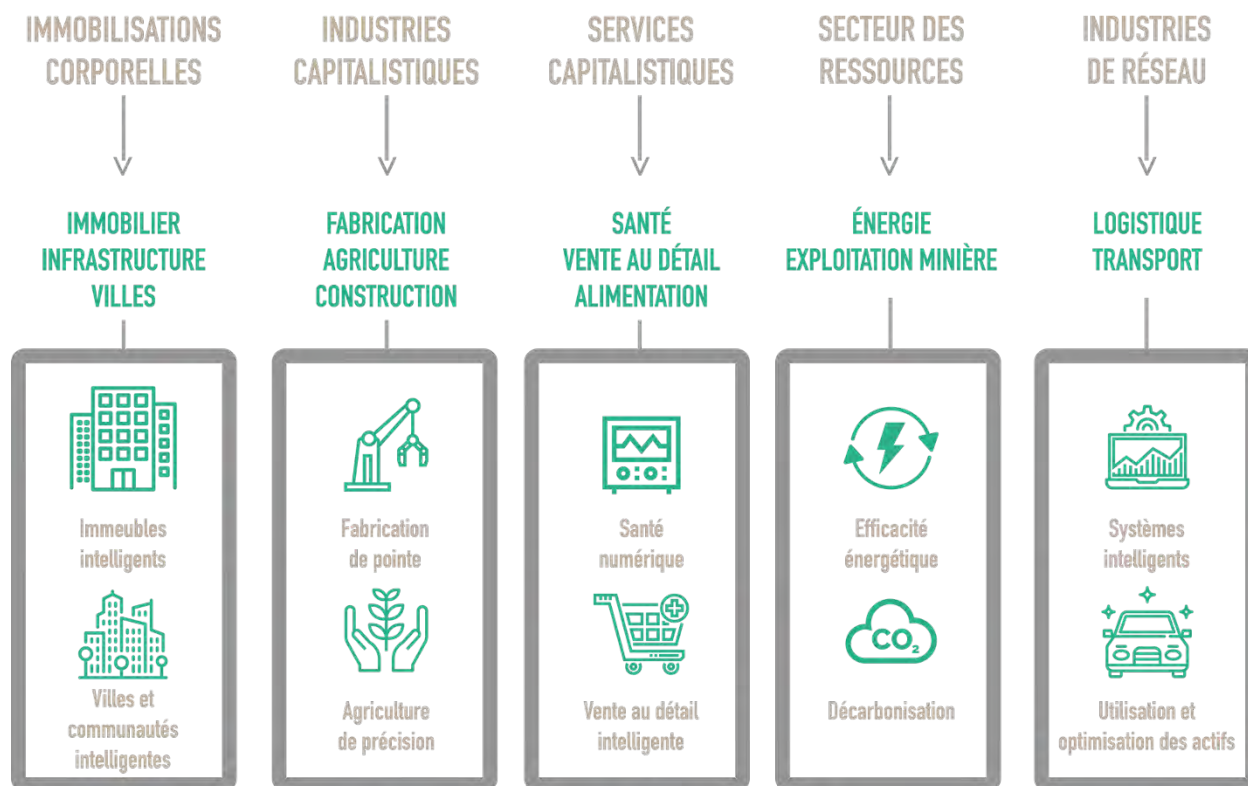 IMMOBILISATIONS
CORPORELLES
INDUSTRIES
CAPITALISTIQUES
SERVICES
CAPITALISTIQUES
SECTEUR DES
RESSOURCES
INDUSTRIES
DE RÉSEAU
IMMOBILIER
INFRASTRUCTURE
VILLES
FABRICATION
AGRICULTURE
CONSTRUCTION
SANTÉ
VENTE AU DÉTAIL
ALIMENTATION
ÉNERGIE
EXPLOITATION MINIÈRE
LOGISTIQUE
TRANSPORT
Immeubles
intelligents
Fabrication
de pointe
Santé
numérique
Efficacité
énergétique
Systèmes
intelligents
CO₂
Villes et
communautés
intelligentes
Agriculture
de précision
Vente au détail
intelligente
Décarbonisation
Utilisation et
optimisation des actifs